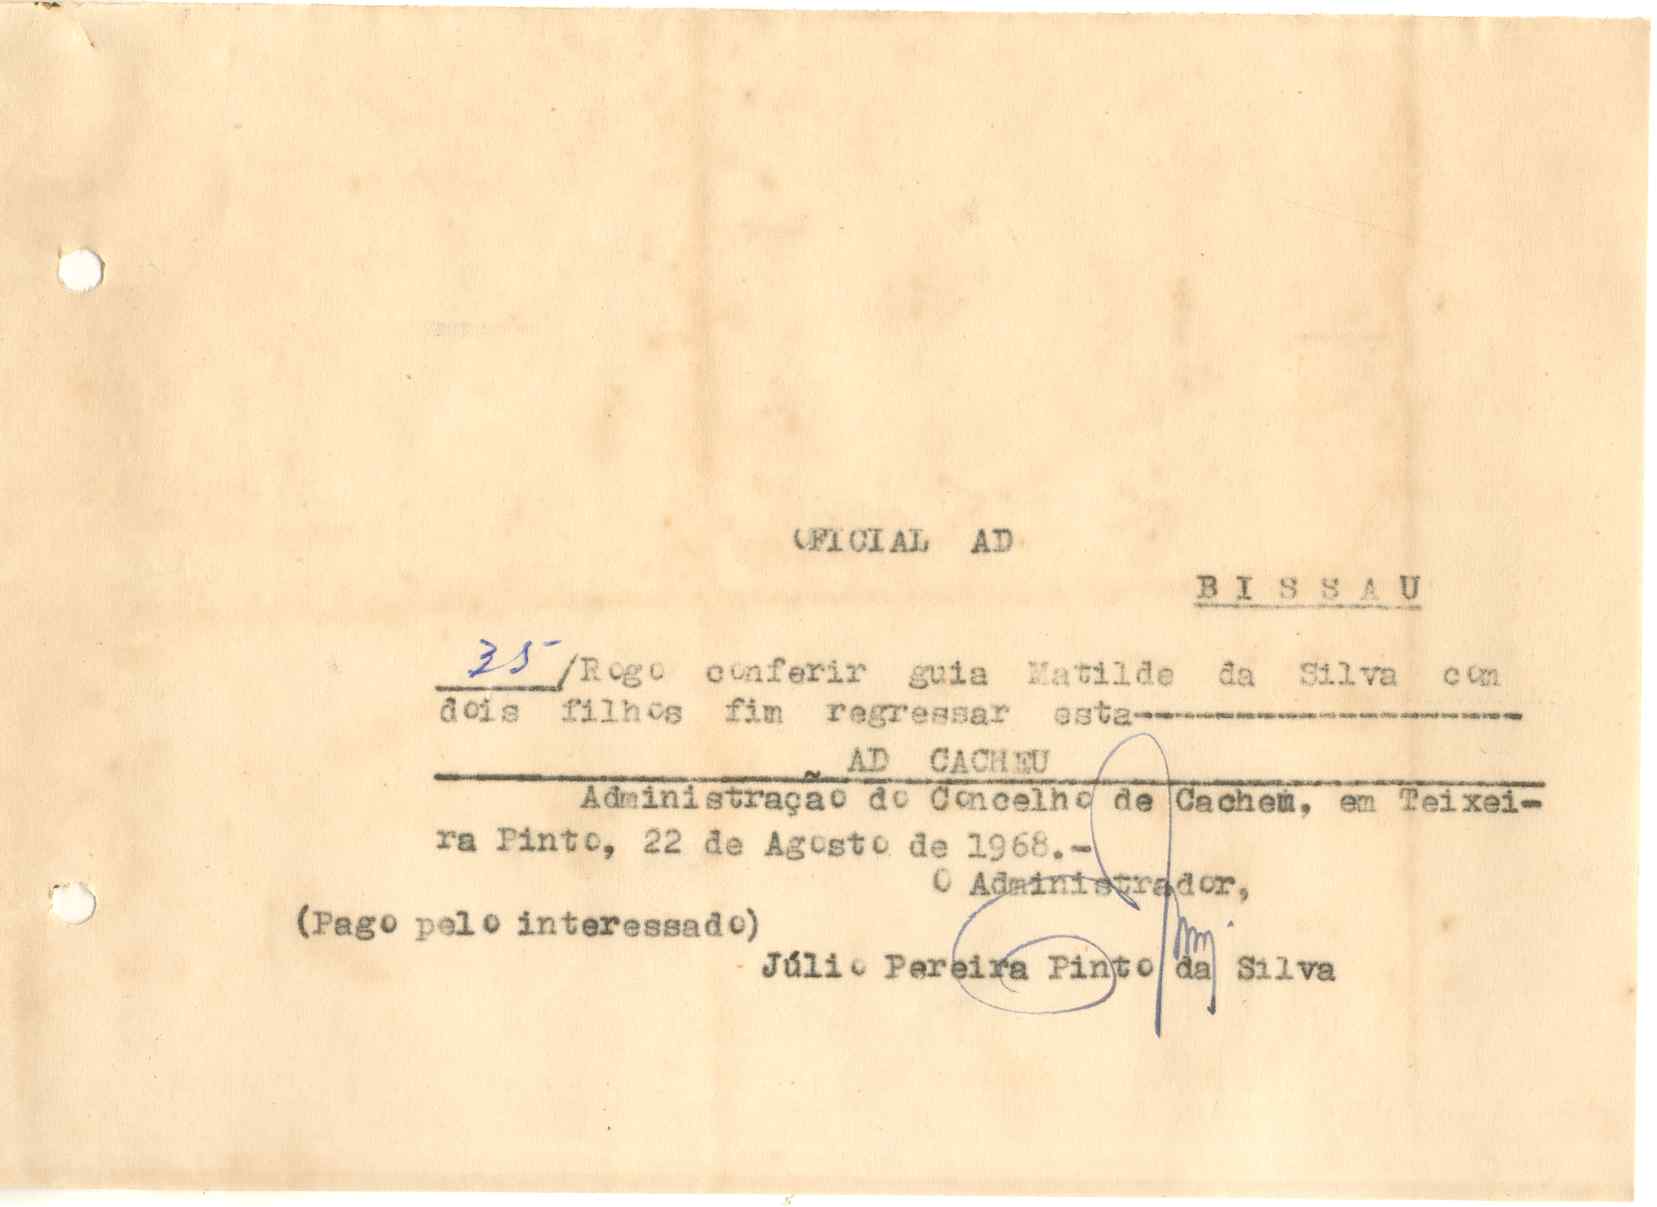 OFICIAL AD
B I S S A U
35/Rogo conferir guia Matilde da Silva com
dois filhos fim regressar esta-------------------
AD CACHEU
Administração do Concelho de Cacheu, em Teixei-
ra Pinto, 22 de Agosto de 1968.-
O Administrador,
(Pago pelo interessado)
Júlio Pereira Pinto da Silva